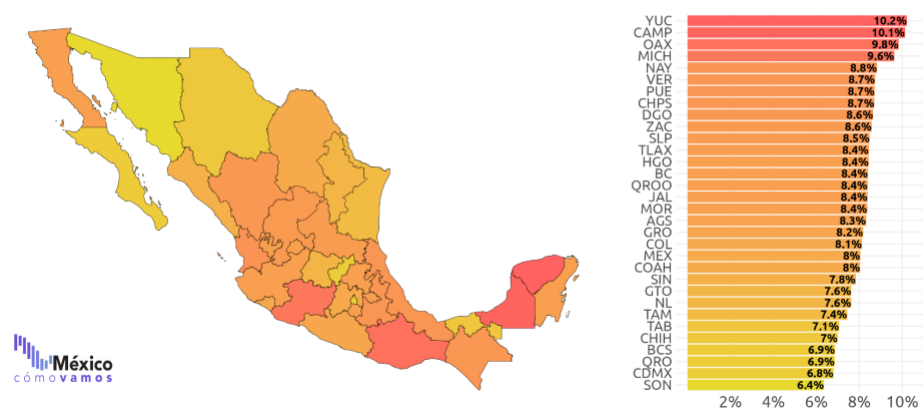 YUC 10.2%
CAMP 10.1%
OAX 9.8%
MICH 9.6%
NAY 8.8%
VER 8.7%
PUE 8.7%
CHPS 8.7%
DGO 8.6%
ZAC 8.6%
SLP 8.5%
TLAX 8.4%
HGO 8.4%
BC 8.4%
QROO 8.4%
JAL 8.4%
MOR 8.4%
AGS 8.3%
GRO 8.2%
COL 8.1%
MEX 8%
COAH 8%
SIN 7.8%
GTO 7.6%
NL 7.6%
TAM 7.4%
TAB 7.1%
CHIH 7%
BCS 6.9%
QRO 6.9%
CDMX 6.8%
SON 6.4%
2% 4% 6% 8% 10%
México
cómovamos